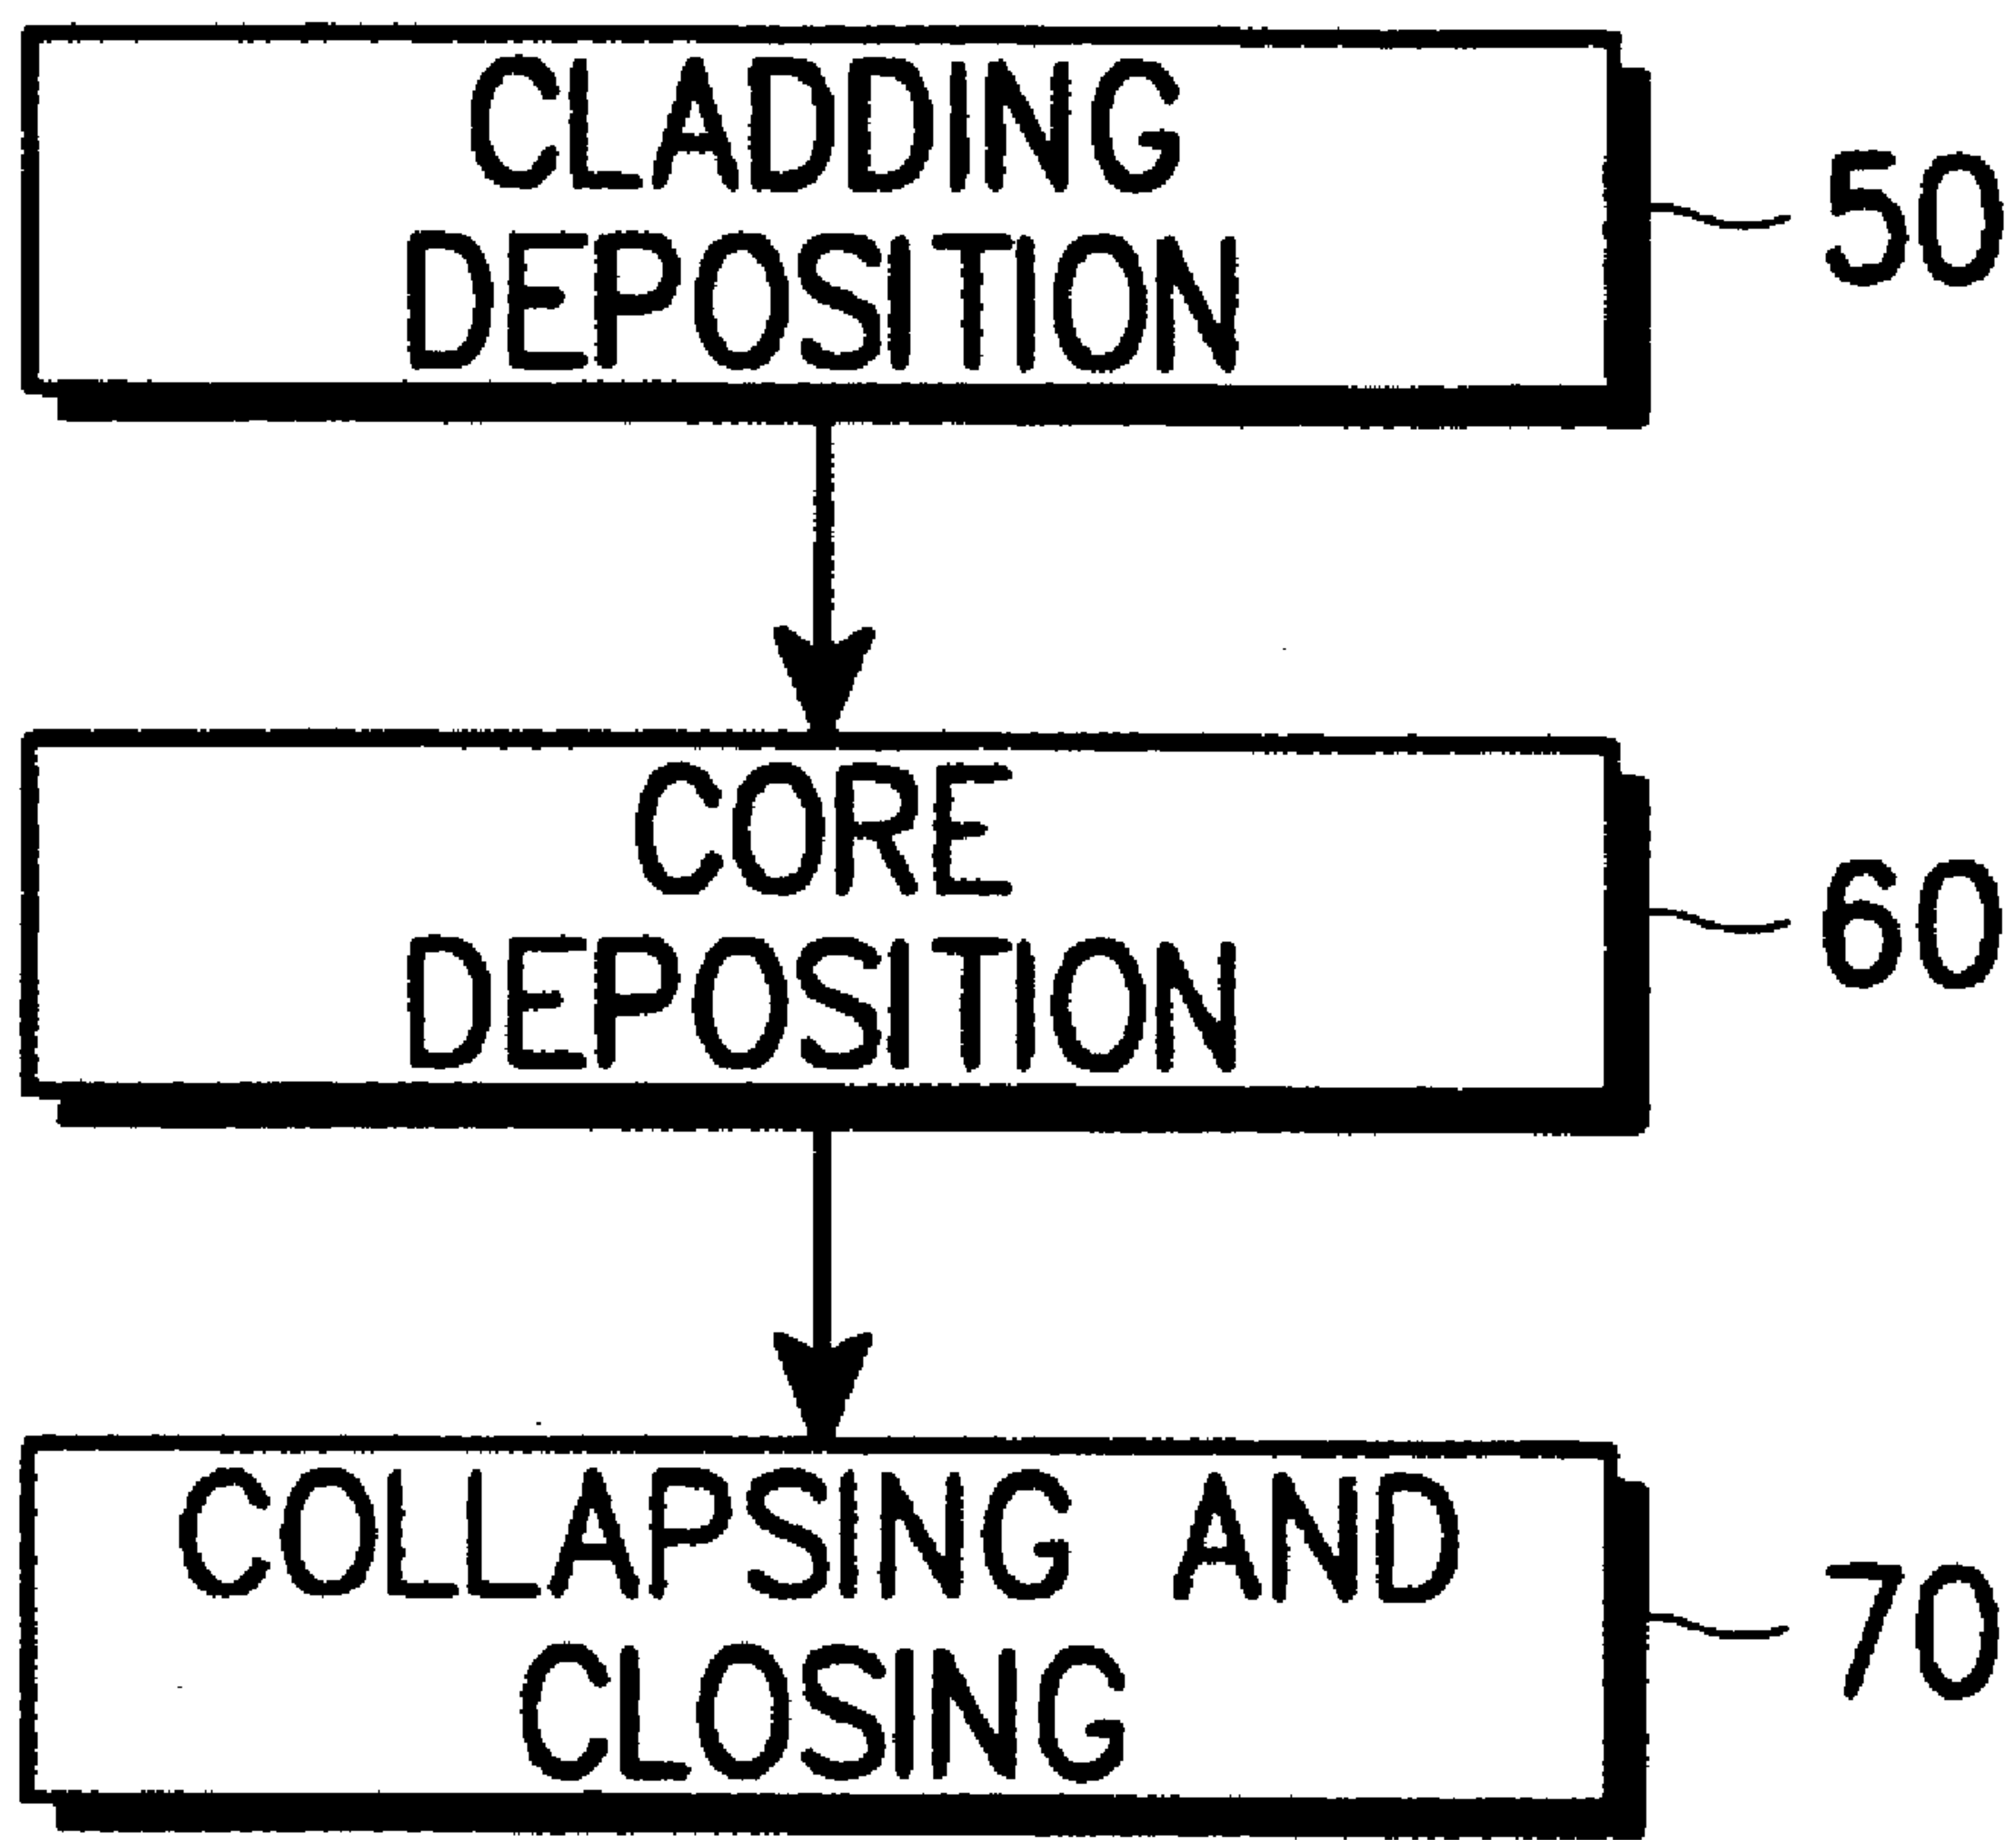 CLADDING
DEPOSITION
50
CORE
DEPOSITION
60
COLLAPSING AND
CLOSING
70